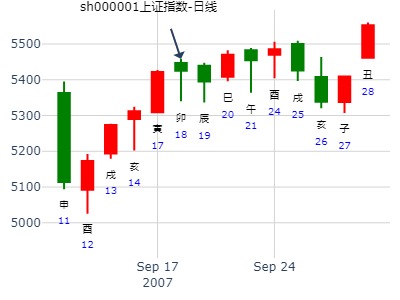 sh000001上证指数-日线
5500
5400
5300
5200
5100
5000
申
11
酉
12
戌
13
亥
14
寅
17
卯
18
辰
19
巳
20
午
21
酉
24
戌
25
亥
26
子
27
丑
28
Sep 17
2007
Sep 24